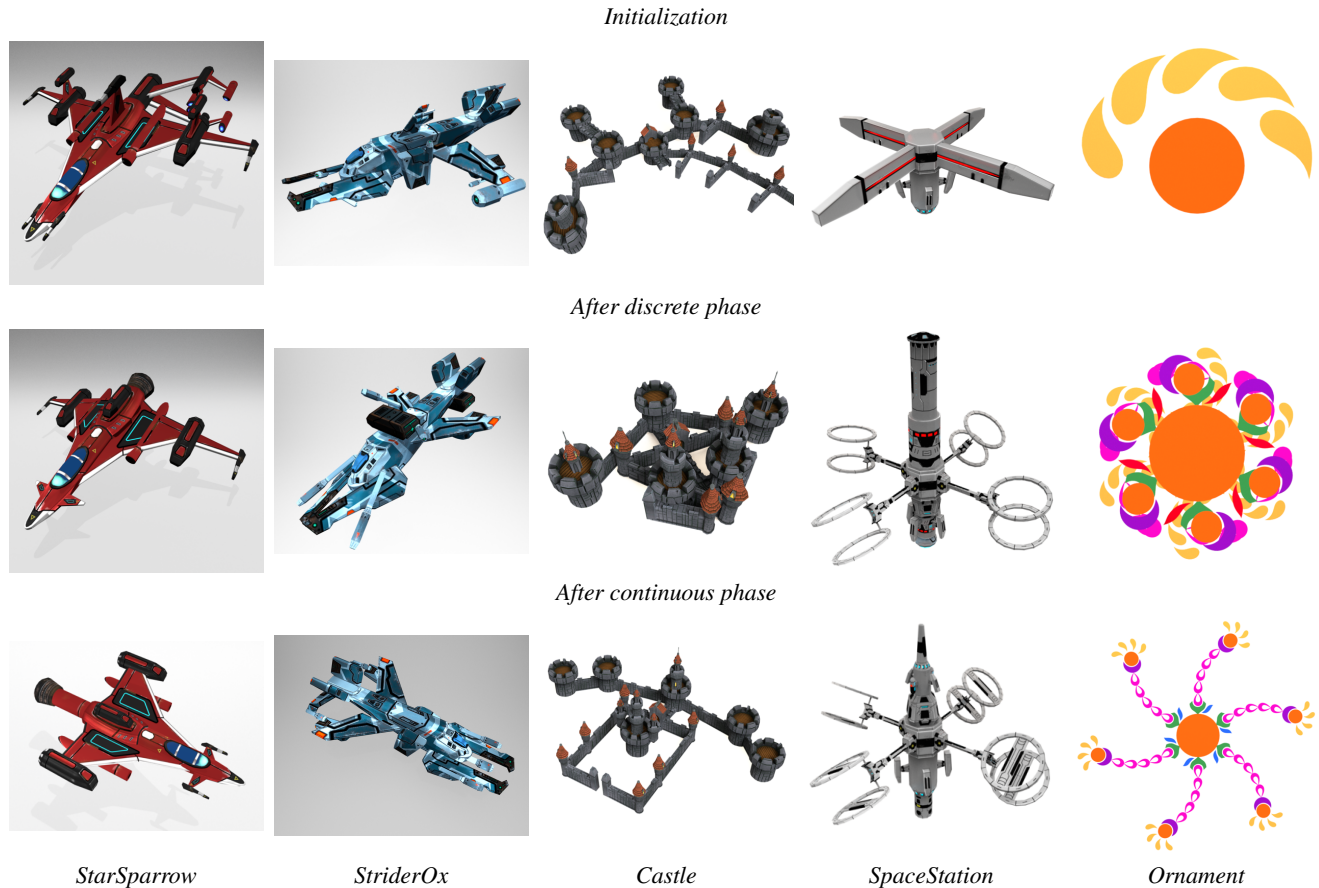 Initialization
After discrete phase
After continuous phase
StarSparrow StriderOx Castle SpaceStation Ornament